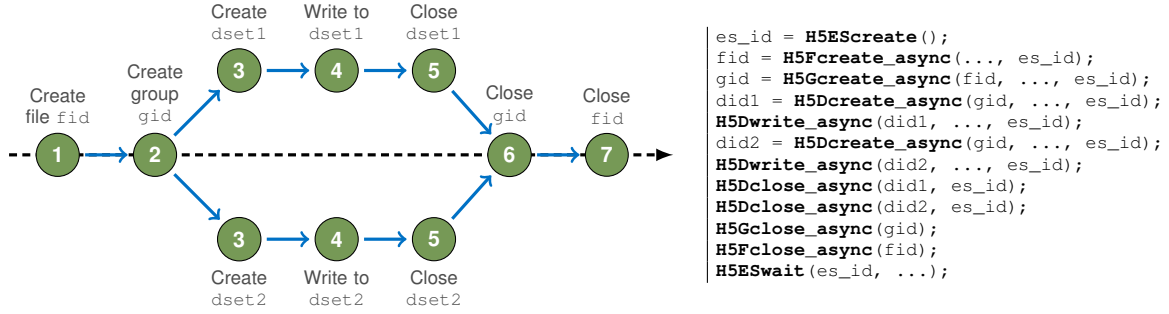 Create
dset1
Write to
dset1
Close
dset1
3
4
5
Create
file fid
Create
group
gid
Close
gid
Close
fid
1
2
6
7
3
4
5
Create
dset2
Write to
dset2
Close
dset2
es_id = H5EScreate();
fid = H5Fcreate_async(..., es_id);
gid = H5Gcreate_async(fid, ..., es_id);
did1 = H5Dcreate_async(gid, ..., es_id);
H5Dwrite_async(did1, ..., es_id);
did2 = H5Dcreate_async(gid, ..., es_id);
H5Dwrite_async(did2, ..., es_id);
H5Dclose_async(did1, es_id);
H5Dclose_async(did2, es_id);
H5Gclose_async(gid);
H5Fclose_async(fid);
H5ESwait(es_id, ...);